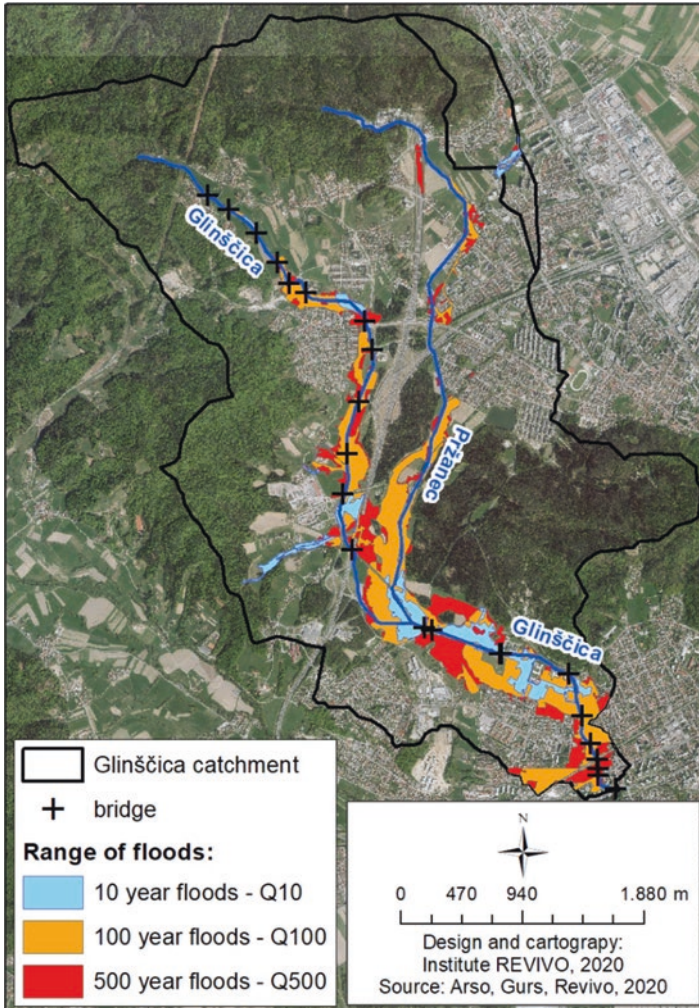 Glinščica
Pržanec
Glinščica
Glinščica catchment
bridge
Range of floods:
10 year floods - Q10
100 year floods - Q100
500 year floods - Q500
N
0 470 940 1.880 m
Design and cartograpy:
Institute REVIVO, 2020
Source: Arso, Gurs, Revivo, 2020